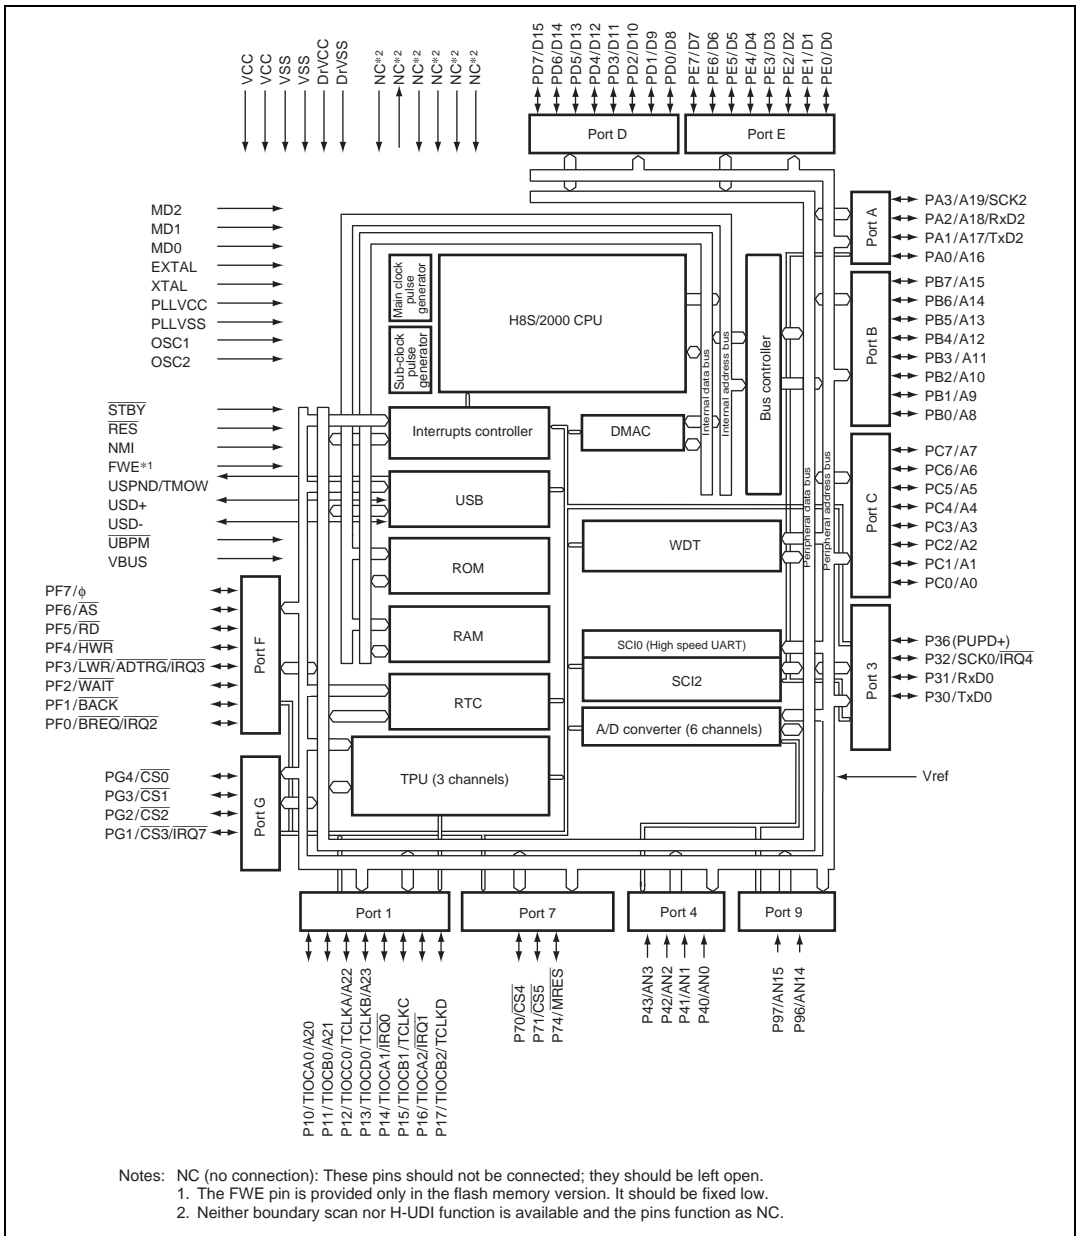 VCC
VCC
VSS
VSS
DrVCC
DrVSS
NC*2
NC*2
NC*2
NC*2
NC*2
NC*2
PD7/D15
PD6/D14
PD5/D13
PD4/D12
PD3/D11
PD2/D10
PD1/D9
PD0/D8
PE7/D7
PE6/D6
PE5/D5
PE4/D4
PE3/D3
PE2/D2
PE1/D1
PE0/D0
Port D
Port E
MD2
MD1
MD0
EXTAL
XTAL
PLLVCC
PLLVSS
OSC1
OSC2
STBY
RES
NMI
FWE*1
USPND/TMOW
USD+
USD-
UBPM
VBUS
Main clock
pulse
generator
Sub-clock
pulse
generator
H8S/2000 CPU
Interrupts controller
DMAC
USB
ROM
RAM
RTC
TPU (3 channels)
WDT
SCI0 (High speed UART)
SCI2
A/D converter (6 channels)
Internal data bus
Internal address bus
Bus controller
Peripheral data bus
Peripheral address bus
Port A
PA3/A19/SCK2
PA2/A18/RxD2
PA1/A17/TxD2
PA0/A16
Port B
PB7/A15
PB6/A14
PB5/A13
PB4/A12
PB3/A11
PB2/A10
PB1/A9
PB0/A8
Port C
PC7/A7
PC6/A6
PC5/A5
PC4/A4
PC3/A3
PC2/A2
PC1/A1
PC0/A0
Port 3
P36 (PUPD+)
P32/SCK0/IRQ4
P31/RxD0
P30/TxD0
Vref
PF7/ϕ
PF6/AS
PF5/RD
PF4/HWR
PF3/LWR/ADTRG/IRQ3
PF2/WAIT
PF1/BACK
PF0/BREQ/IRQ2
Port F
PG4/CS0
PG3/CS1
PG2/CS2
PG1/CS3/IRQ7
Port G
Port 1
Port 7
Port 4
Port 9
P10/TIOCA0/A20
P11/TIOCB0/A21
P12/TIOCC0/TCLKA/A22
P13/TIOCD0/TCLKB/A23
P14/TIOCA1/IRQ0
P15/TIOCB1/TCLKC
P16/TIOCA2/IRQ1
P17/TIOCB2/TCLKD
P70/CS4
P71/CS5
P74/MRES
P43/AN3
P42/AN2
P41/AN1
P40/AN0
P97/AN15
P96/AN14
Notes: NC (no connection): These pins should not be connected; they should be left open.
1. The FWE pin is provided only in the flash memory version. It should be fixed low.
2. Neither boundary scan nor H-UDI function is available and the pins function as NC.